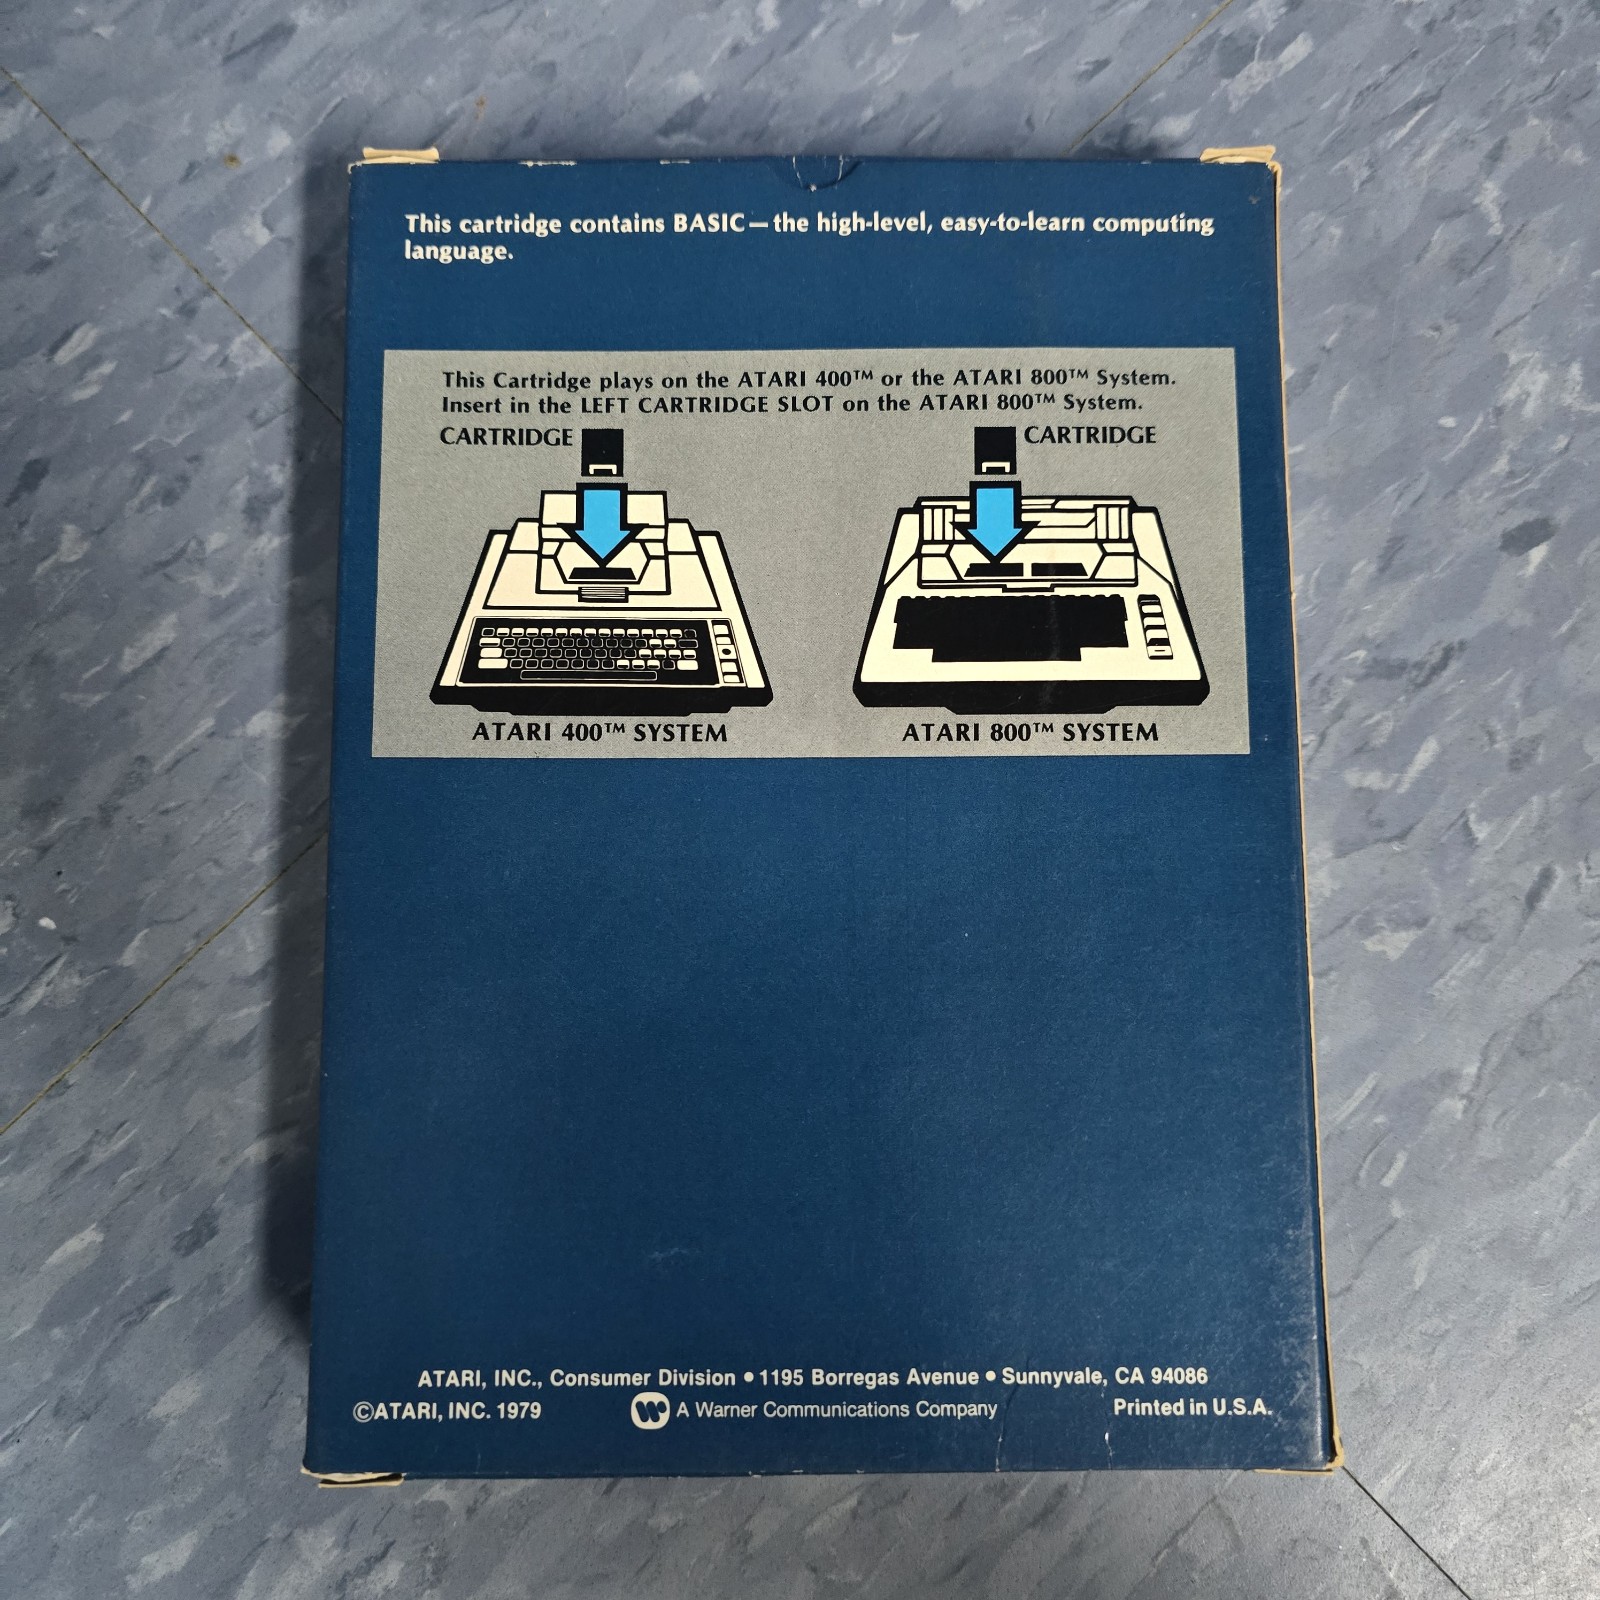 This cartridge contains BASIC—the high-level, easy-to-learn computing
language.
This Cartridge plays on the ATARI 400™ or the ATARI 800™ System.
Insert in the LEFT CARTRIDGE SLOT on the ATARI 800™ System.
CARTRIDGE CARTRIDGE
ATARI 400™ SYSTEM ATARI 800™ SYSTEM
ATARI, INC., Consumer Division • 1195 Borregas Avenue • Sunnyvale, CA 94086
©ATARI, INC. 1979 A Warner Communications Company Printed in U.S.A.